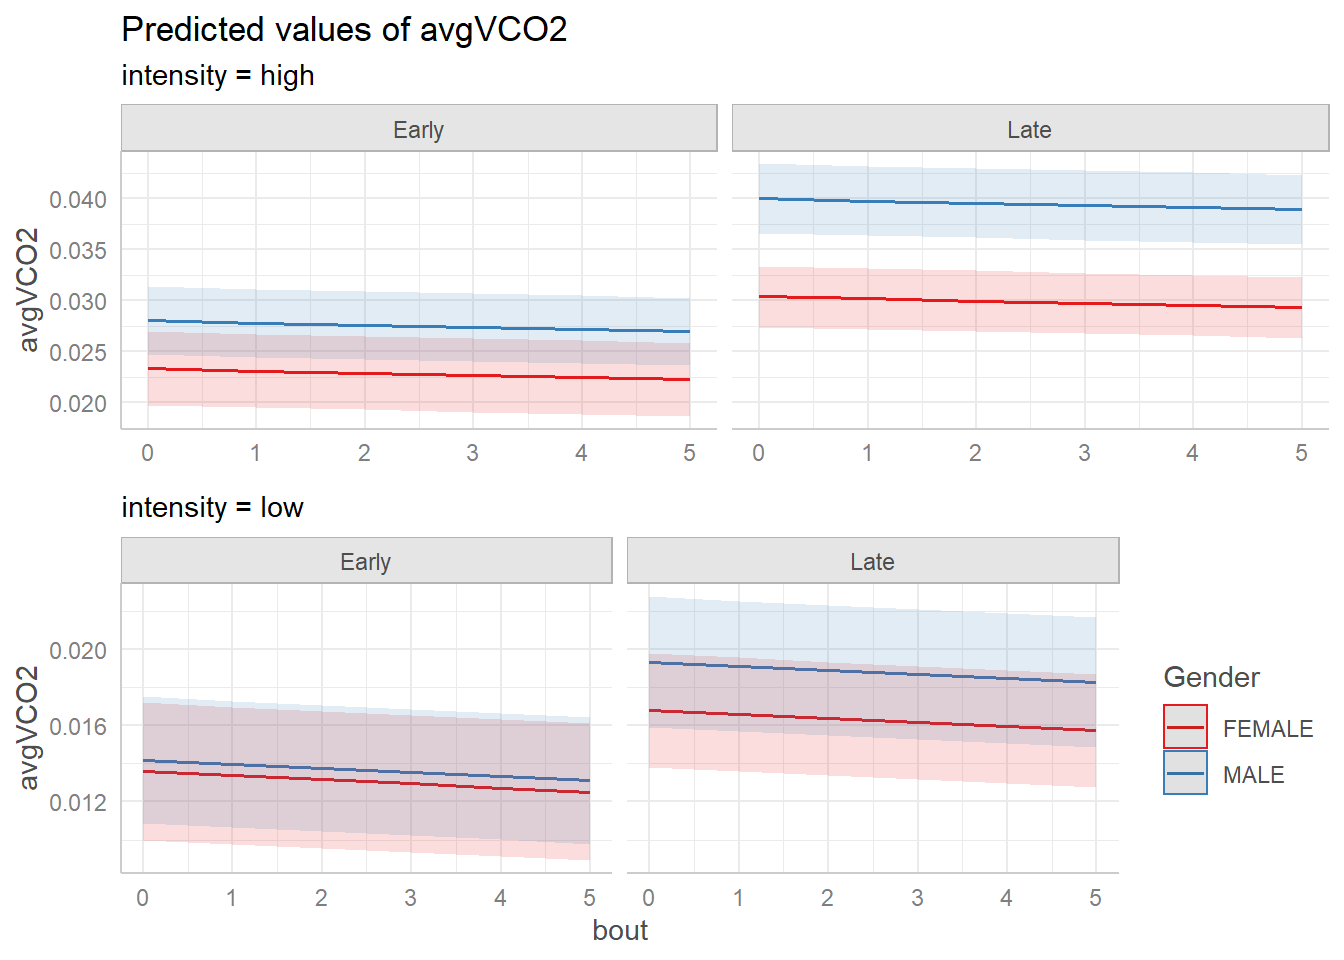 Predicted values of avgVCO2
intensity = high
Early Late
avgVCO2
0.040
0.035
0.030
0.025
0.020
0 1 2 3 4 5 0 1 2 3 4 5
intensity = low
Early Late
avgVCO2
0.020
0.016
0.012
0 1 2 3 4 5 0 1 2 3 4 5
bout
Gender
FEMALE
MALE